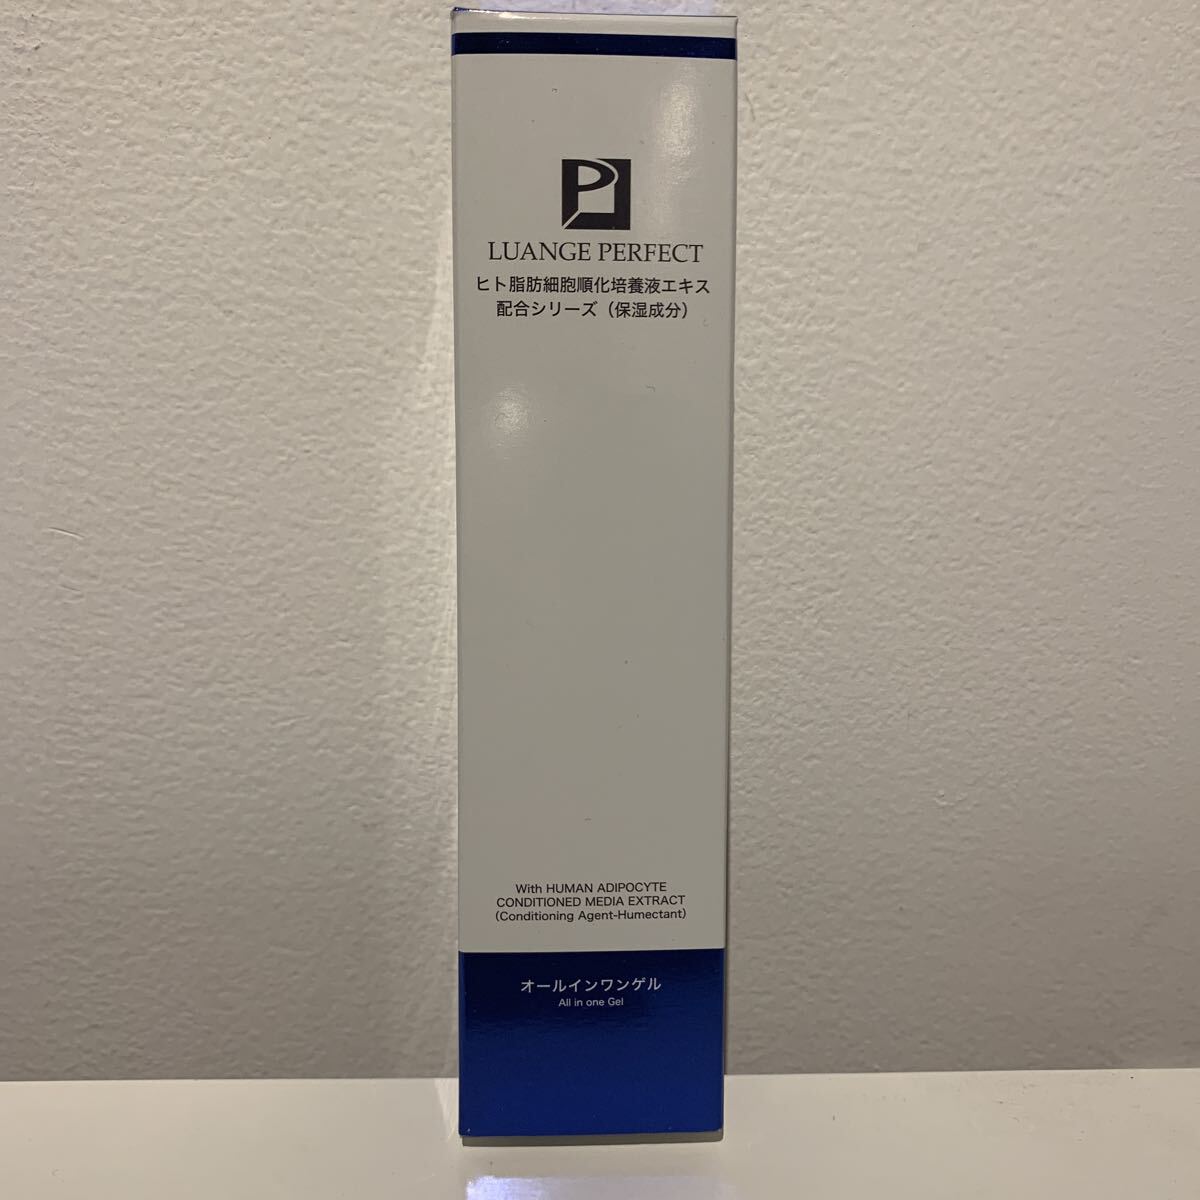 P
LUANGE PERFECT
ヒト脂肪細胞順化培養液エキス
配合シリーズ（保湿成分）
With HUMAN ADIPOCYTE
CONDITIONED MEDIA EXTRACT
(Conditioning Agent-Humectant)
オールインワンゲル
All in one Gel